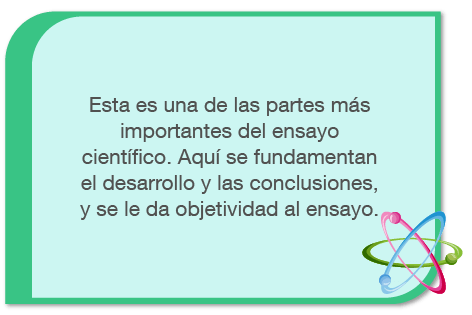 Esta es una de las partes más
importantes del ensayo
científico. Aquí se fundamentan
el desarrollo y las conclusiones,
y se le da objetividad al ensayo.